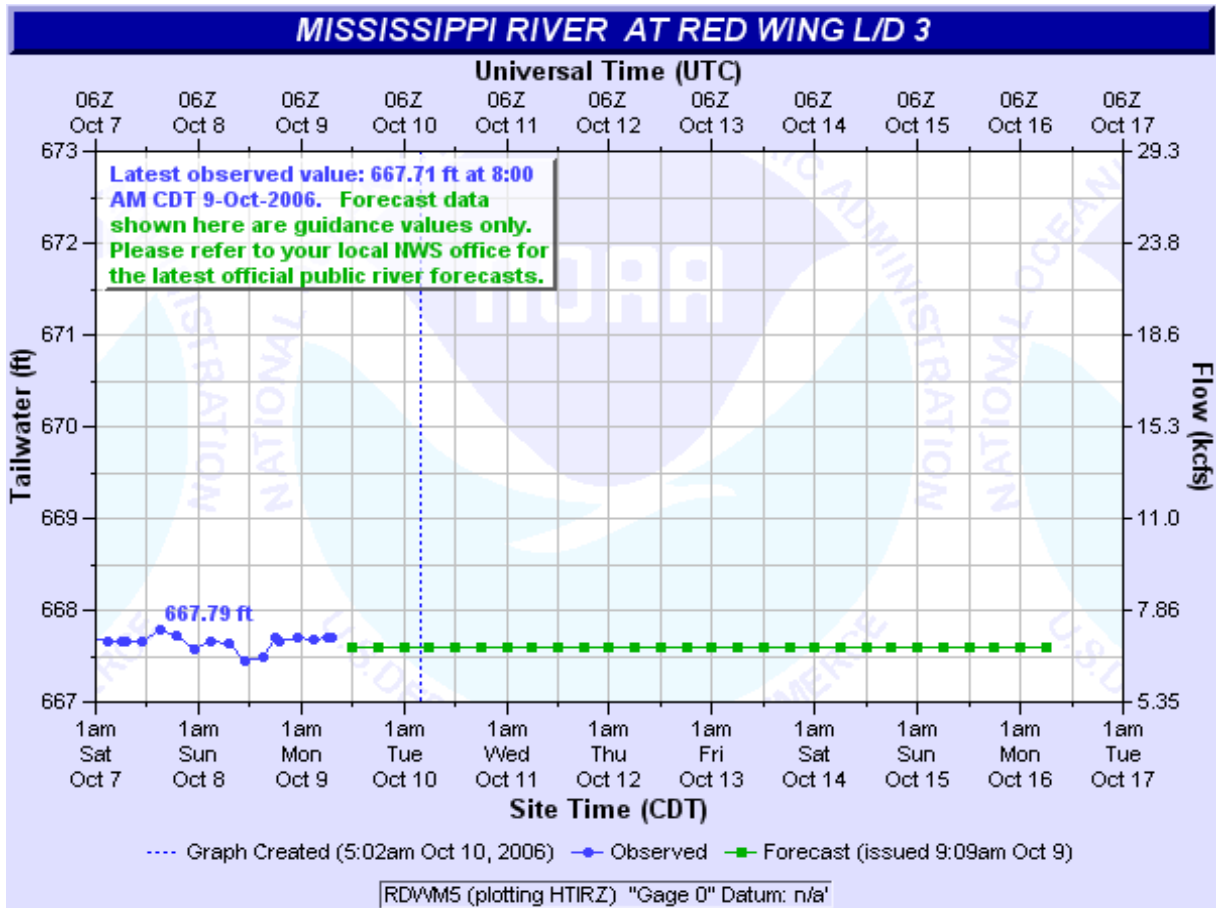 MISSISSIPPI RIVER AT RED WING L/D 3
Universal Time (UTC)
06Z 06Z 06Z 06Z 06Z 06Z 06Z 06Z 06Z 06Z 06Z
Oct 7 Oct 8 Oct 9 Oct 10 Oct 11 Oct 12 Oct 13 Oct 14 Oct 15 Oct 16 Oct 17
673 29.3
Latest observed value: 667.71 ft at 8:00
AM CDT 9-Oct-2006. Forecast data
shown here are guidance values only.
Please refer to your local NWS office for
the latest official public river forecasts.
672 23.8
671 18.6
670 15.3
669 11.0
668 7.86
667 5.35
Tailwater (ft)
Flow (kcfs)
667.79 ft
NOAA
NATIONAL OCEANIC
ADMINISTRATION
NATIONAL
U.S.DE
MERCE
1am 1am 1am 1am 1am 1am 1am 1am 1am 1am 1am
Sat Sun Mon Tue Wed Thu Fri Sat Sun Mon Tue
Oct 7 Oct 8 Oct 9 Oct 10 Oct 11 Oct 12 Oct 13 Oct 14 Oct 15 Oct 16 Oct 17
Site Time (CDT)
Graph Created (5:02am Oct 10, 2006) Observed Forecast (issued 9:09am Oct 9)
RDWM5 (plotting HTIRZ) "Gage 0" Datum: n/a'